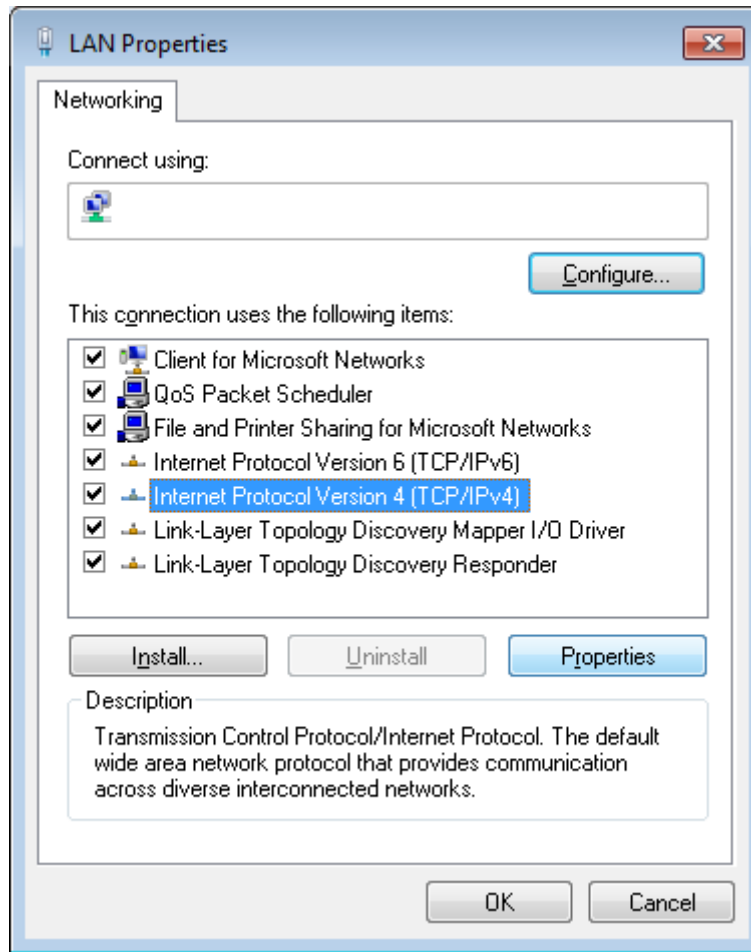 LAN Properties
Networking
Connect using:
Configure...
This connection uses the following items:
Client for Microsoft Networks
QoS Packet Scheduler
File and Printer Sharing for Microsoft Networks
Internet Protocol Version 6 (TCP/IPv6)
Internet Protocol Version 4 (TCP/IPv4)
Link-Layer Topology Discovery Mapper I/O Driver
Link-Layer Topology Discovery Responder
Install...
Uninstall
Properties
Description
Transmission Control Protocol/Internet Protocol. The default
wide area network protocol that provides communication
across diverse interconnected networks.
OK
Cancel